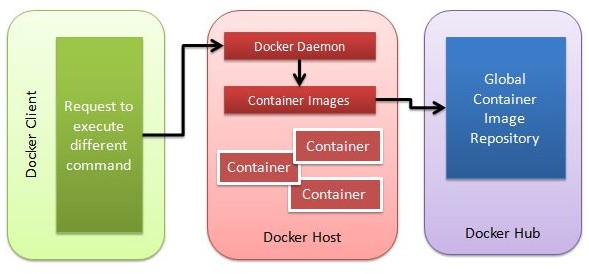 Docker Client
Request to
execute
different
command
Docker Daemon
Container Images
Container
Container
Container
Docker Host
Global
Container
Image
Repository
Docker Hub